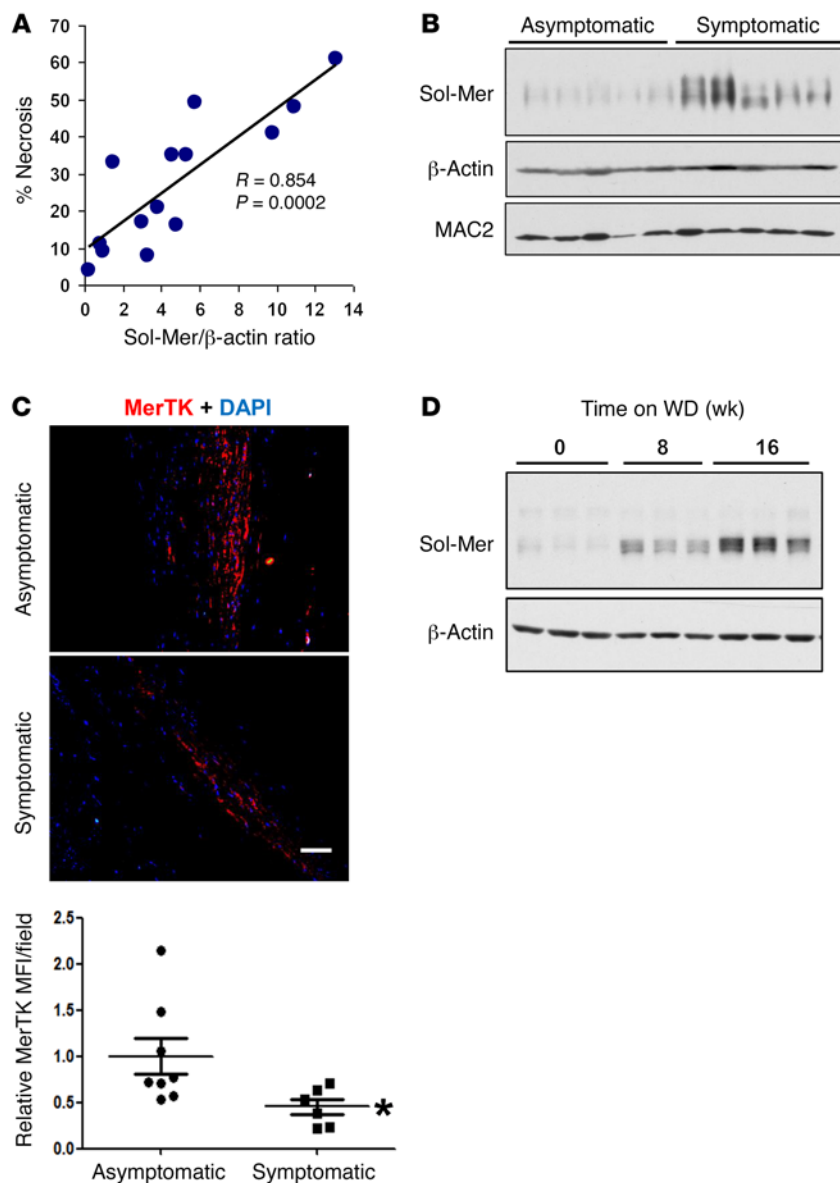 A
% Necrosis
70
60
50
40
30
20
10
0
R = 0.854
P = 0.0002
0 2 4 6 8 10 12 14
Sol-Mer/β-actin ratio
B
Asymptomatic Symptomatic
Sol-Mer
β-Actin
MAC2
C
MerTK + DAPI
Asymptomatic
Symptomatic
Relative MerTK MFI/field
2.5
2.0
1.5
1.0
0.5
0.0
*
Asymptomatic Symptomatic
D
Time on WD (wk)
0 8 16
Sol-Mer
β-Actin